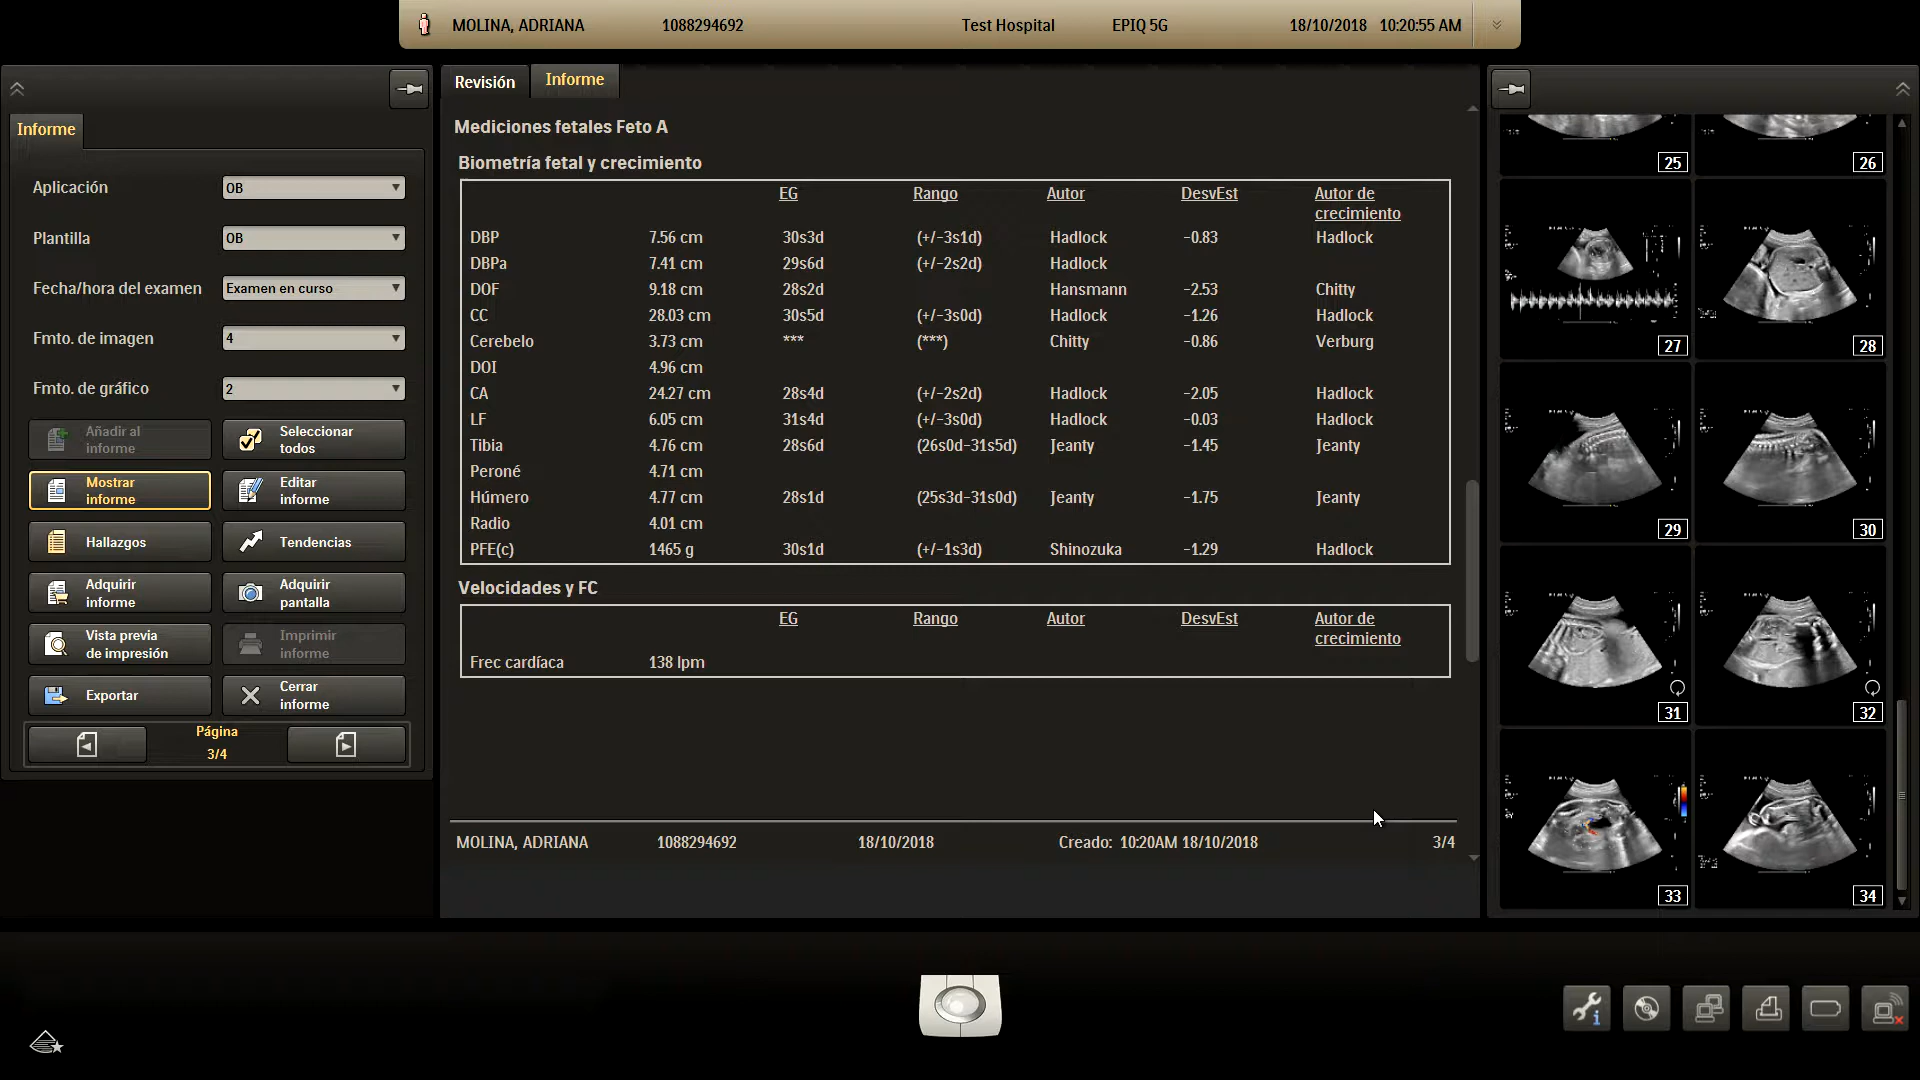 MOLINA, ADRIANA 1088294692 Test Hospital EPIQ 5G 18/10/2018 10:20:55 AM
Informe
Aplicación OB
Plantilla OB
Fecha/hora del examen Examen en curso
Fmto. de imagen 4
Fmto. de gráfico 2
Añadir al informe
Seleccionar todos
Mostrar informe
Editar informe
Hallazgos
Tendencias
Adquirir informe
Adquirir pantalla
Vista previa de impresión
Imprimir informe
Exportar
Cerrar informe
Página
3/4
Revisión Informe
Mediciones fetales Feto A
Biometría fetal y crecimiento
EG Rango Autor DesvEst Autor de crecimiento
DBP 7.56 cm 30s3d (+/-3s1d) Hadlock -0.83 Hadlock
DBPa 7.41 cm 29s6d (+/-2s2d) Hadlock
DOF 9.18 cm 28s2d Hansmann -2.53 Chitty
CC 28.03 cm 30s5d (+/-3s0d) Hadlock -1.26 Hadlock
Cerebelo 3.73 cm *** (***) Chitty -0.86 Verburg
DOI 4.96 cm
CA 24.27 cm 28s4d (+/-2s2d) Hadlock -2.05 Hadlock
LF 6.05 cm 31s4d (+/-3s0d) Hadlock -0.03 Hadlock
Tibia 4.76 cm 28s6d (26s0d-31s5d) Jeanty -1.45 Jeanty
Peroné 4.71 cm
Húmero 4.77 cm 28s1d (25s3d-31s0d) Jeanty -1.75 Jeanty
Radio 4.01 cm
PFE(c) 1465 g 30s1d (+/-1s3d) Shinozuka -1.29 Hadlock
Velocidades y FC
EG Rango Autor DesvEst Autor de crecimiento
Frec cardíaca 138 lpm
MOLINA, ADRIANA 1088294692 18/10/2018 Creado: 10:20AM 18/10/2018 3/4
25 26
27 28
29 30
31 32
33 34